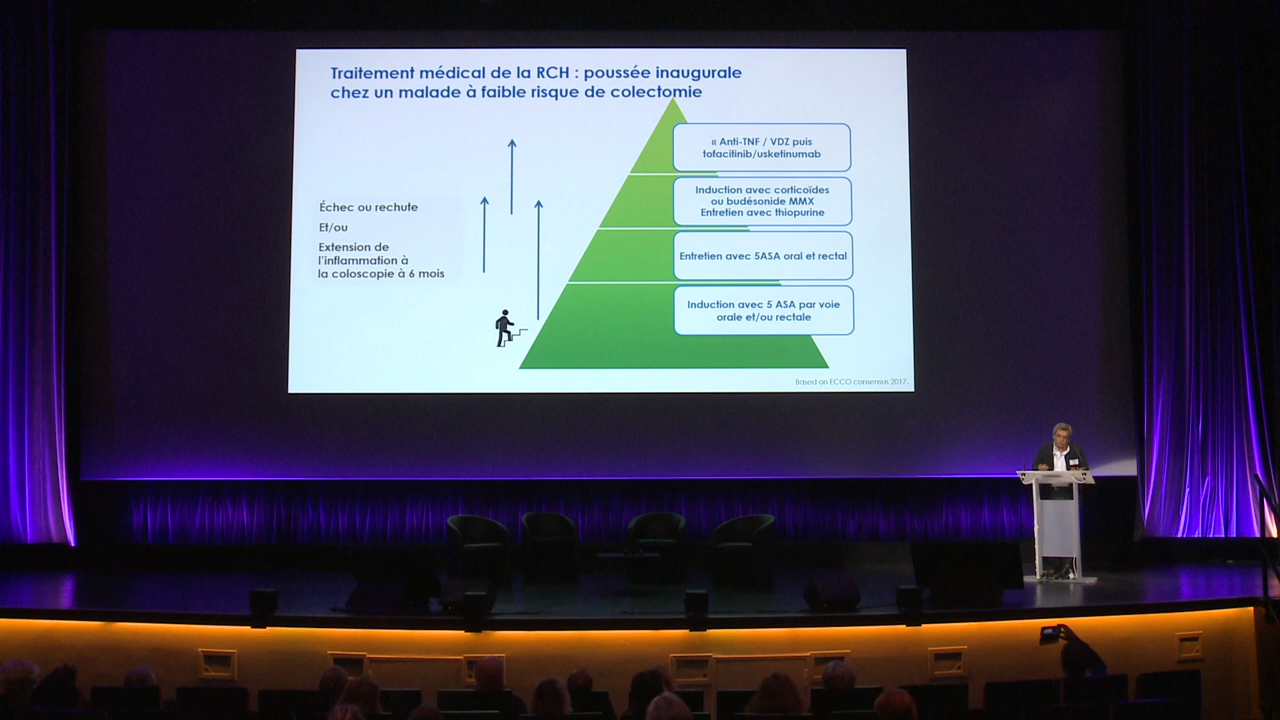 Traitement médical de la RCH : poussée inaugurale
chez un malade à faible risque de colectomie
« Anti-TNF / VDZ puis
tofacitinib/usketinumab
Induction avec corticoïdes
ou budésonide MMX
Entretien avec thiopurine
Échec ou rechute
Et/ou
Extension de
l'inflammation à
la coloscopie à 6 mois
Entretien avec 5ASA oral et rectal
Induction avec 5 ASA par voie
orale et/ou rectale
Based on ECCO consensus 2017.